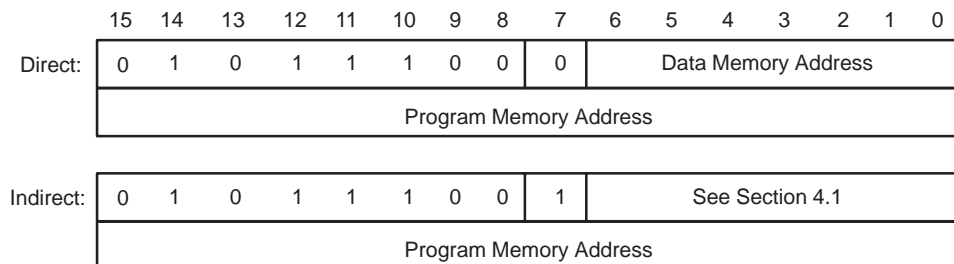 15 14 13 12 11 10 9 8 7 6 5 4 3 2 1 0
Direct: 0 1 0 1 1 1 0 0 0 Data Memory Address
Program Memory Address
Indirect: 0 1 0 1 1 1 0 0 1 See Section 4.1
Program Memory Address